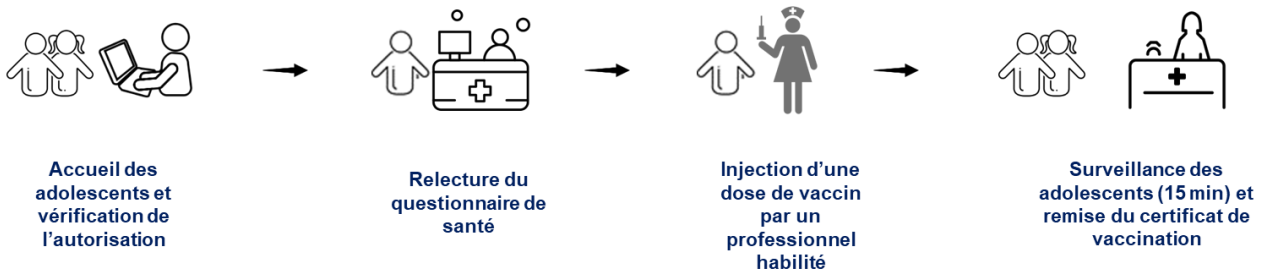 Accueil des
adolescents et
vérification de
l'autorisation
Relecture du
questionnaire de
santé
Injection d'une
dose de vaccin
par un
professionnel
habilité
Surveillance des
adolescents (15 min) et
remise du certificat de
vaccination